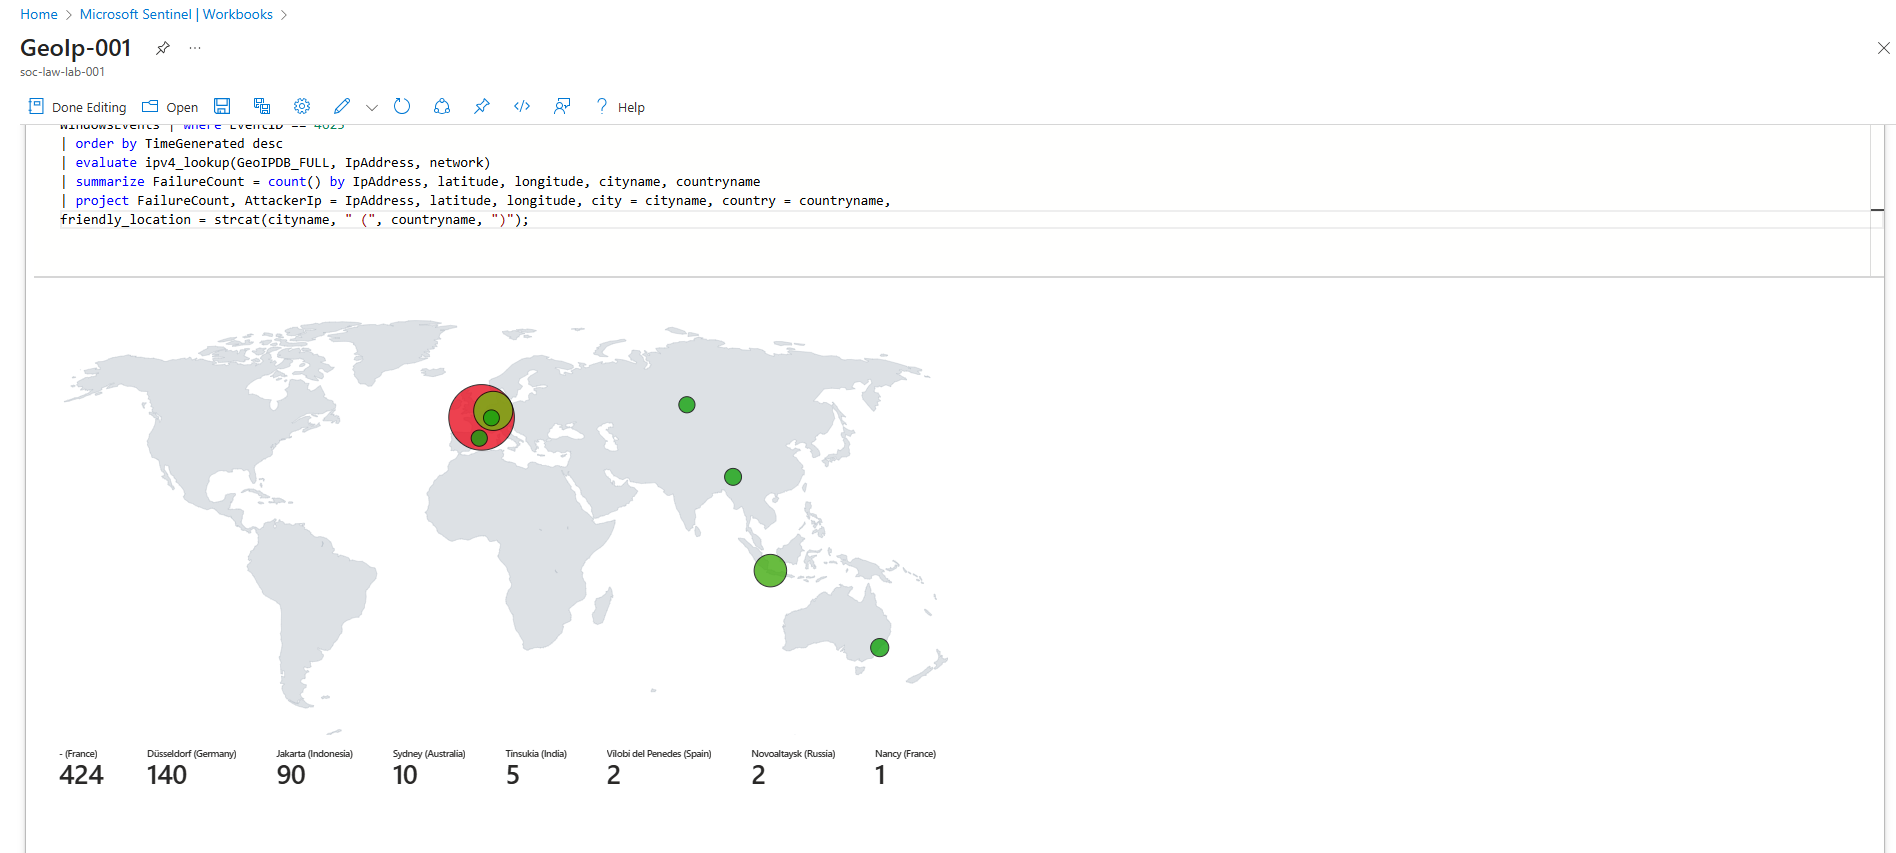 Home > Microsoft Sentinel | Workbooks >
GeoIp-001 ...
soc-law-lab-001
Done Editing Open Help
WindowsEvents | where EventID == 4625
| order by TimeGenerated desc
| evaluate ipv4_lookup(GeoIPDB_FULL, IpAddress, network)
| summarize FailureCount = count() by IpAddress, latitude, longitude, cityname, countryname
| project FailureCount, AttackerIp = IpAddress, latitude, longitude, city = cityname, country = countryname,
friendly_location = strcat(cityname, " (", countryname, ")");
- (France) Düsseldorf (Germany) Jakarta (Indonesia) Sydney (Australia) Tinsukia (India) Vilobi del Penedes (Spain) Novoaltaysk (Russia) Nancy (France)
424 140 90 10 5 2 2 1